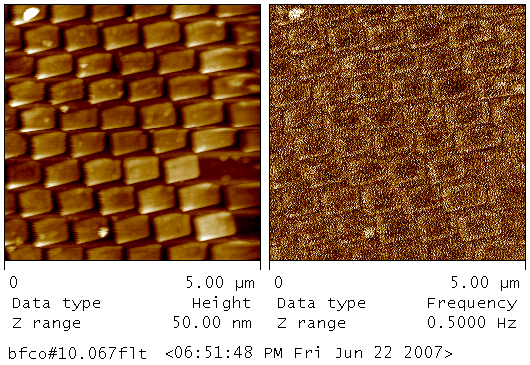 0 5.00 µm 0 5.00 µm
Data type Height Data type Frequency
Z range 50.00 nm Z range 0.5000 Hz
bfco#10.067flt <06:51:48 PM Fri Jun 22 2007>